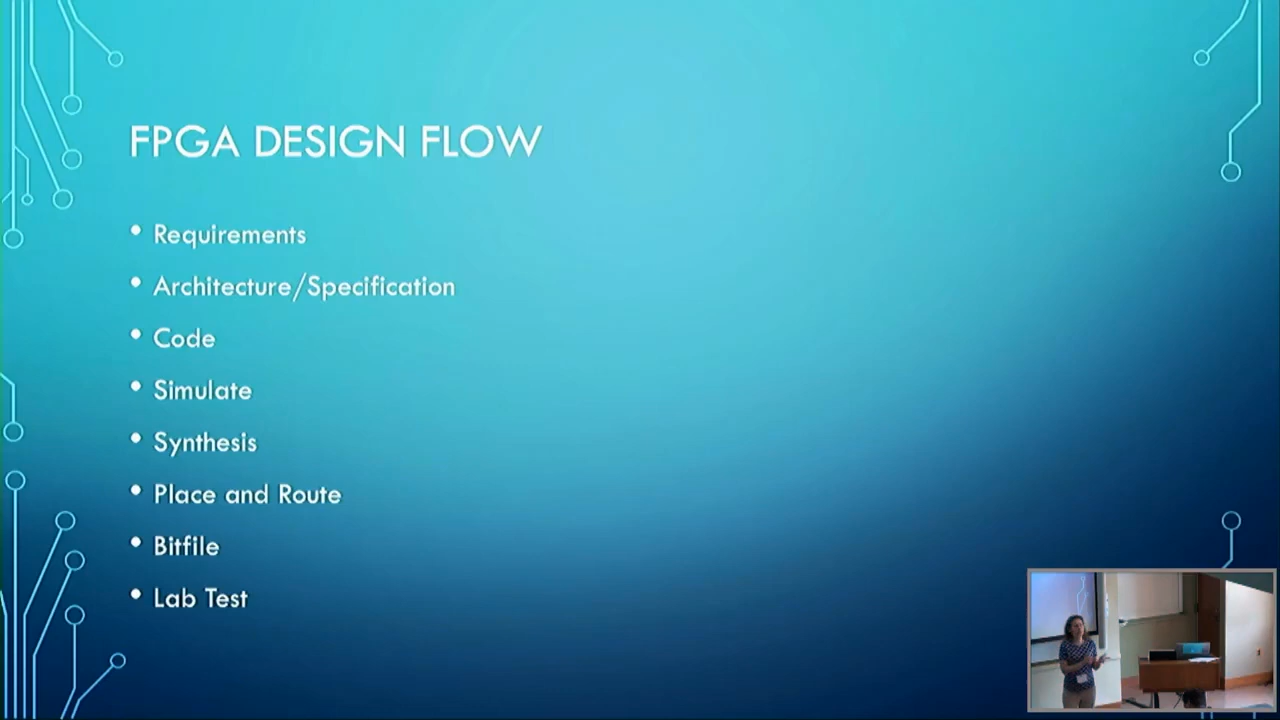 FPGA DESIGN FLOW
• Requirements
• Architecture/Specification
• Code
• Simulate
• Synthesis
• Place and Route
• Bitfile
• Lab Test